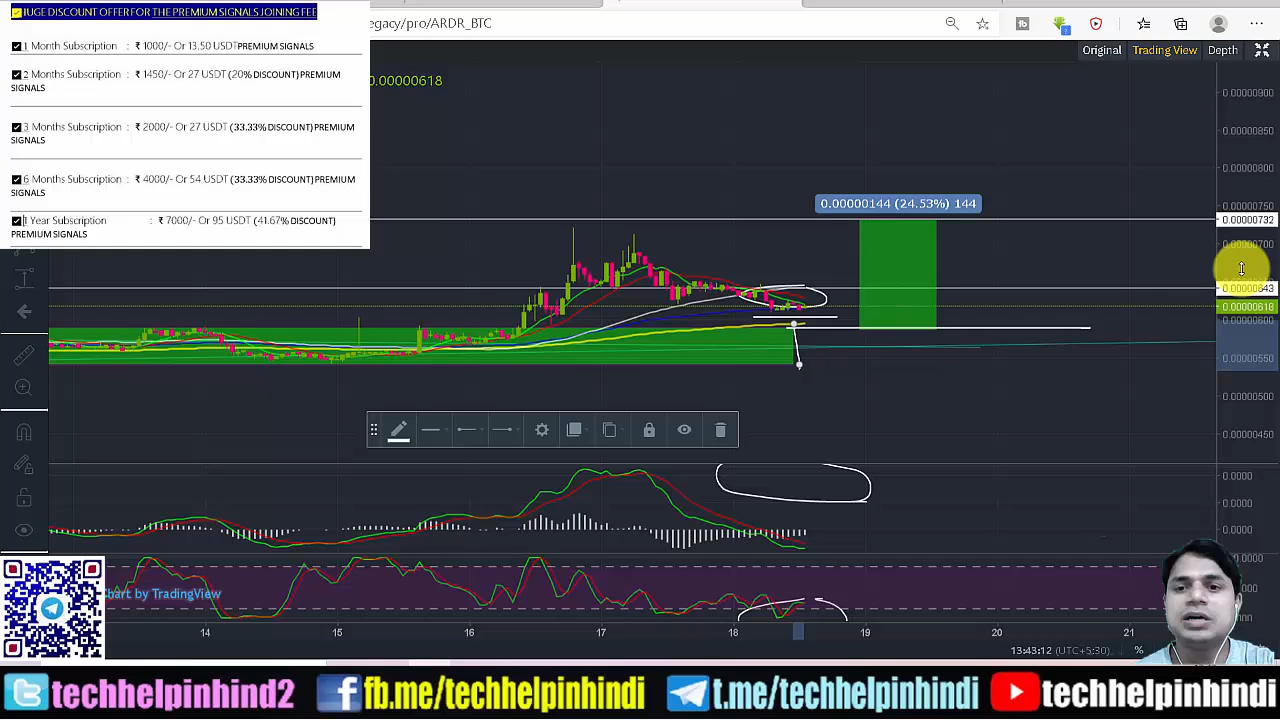 HUGE DISCOUNT OFFER FOR THE PREMIUM SIGNALS JOINING FEE
1 Month Subscription : ₹ 1000/- Or 13.50 USDTPREMIUM SIGNALS
2 Months Subscription : ₹ 1450/- Or 27 USDT (20% DISCOUNT)PREMIUM
SIGNALS
3 Months Subscription : ₹ 2000/- Or 27 USDT (33.33% DISCOUNT)PREMIUM
SIGNALS
6 Months Subscription : ₹ 4000/- Or 54 USDT (33.33% DISCOUNT)PREMIUM
SIGNALS
1 Year Subscription : ₹ 7000/- Or 95 USDT (41.67% DISCOUNT)
PREMIUM SIGNALS
legacy/pro/ARDR_BTC
Original Trading View Depth
0.00000618
0.00000900
0.00000850
0.00000800
0.00000750
0.00000144 (24.53%) 144
0.00000732
0.00000700
0.00000643
0.00000618
0.00000600
0.00000550
0.00000500
0.00000450
0.0000
0.0000
0.0000
0.0000
Chart by TradingView
14 15 16 17 18 19 20 21
13:43:12 (UTC+5:30) %
techhelpinhind2 fb.me/techhelpinhindi t.me/techhelpinhindi techhelpinhindi